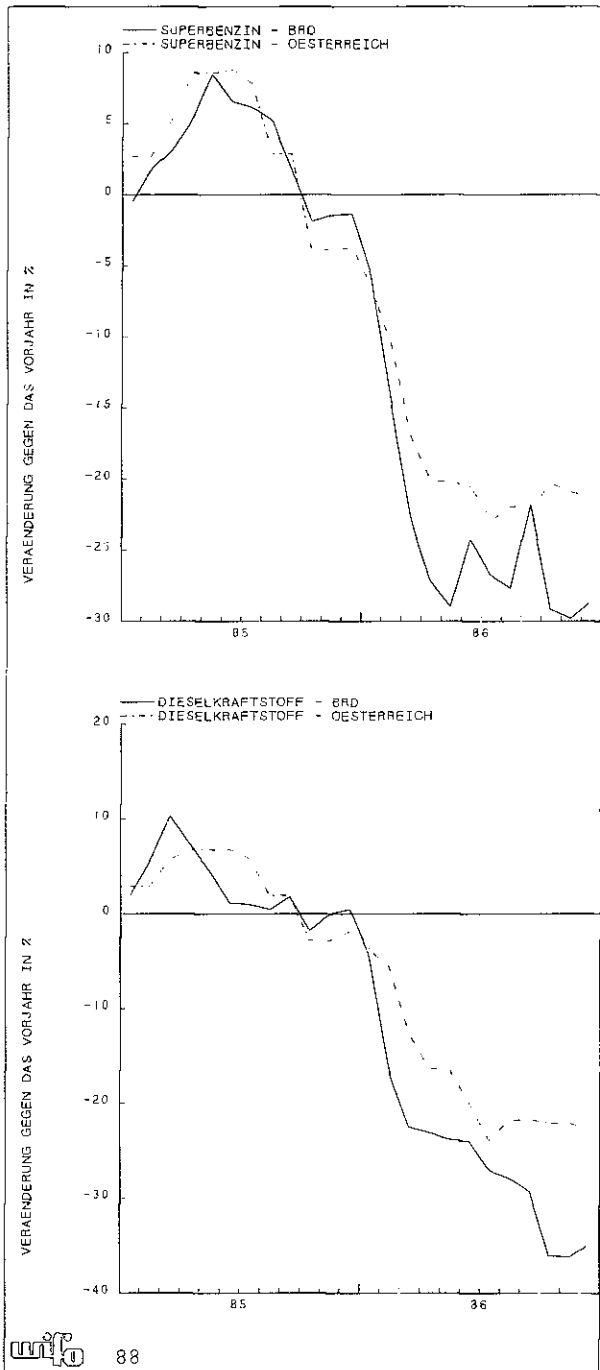 SUPERBENZIN - BRD
SUPERBENZIN - OESTERREICH
10
5
0
-5
-10
-15
-20
-25
-30
VERAENDERUNG GEGEN DAS VORJAHR IN %
85
86
DIESELKRAFTSTOFF - BRD
DIESELKRAFTSTOFF - OESTERREICH
20
10
0
-10
-20
-30
-40
VERAENDERUNG GEGEN DAS VORJAHR IN %
85
86
wifo 88